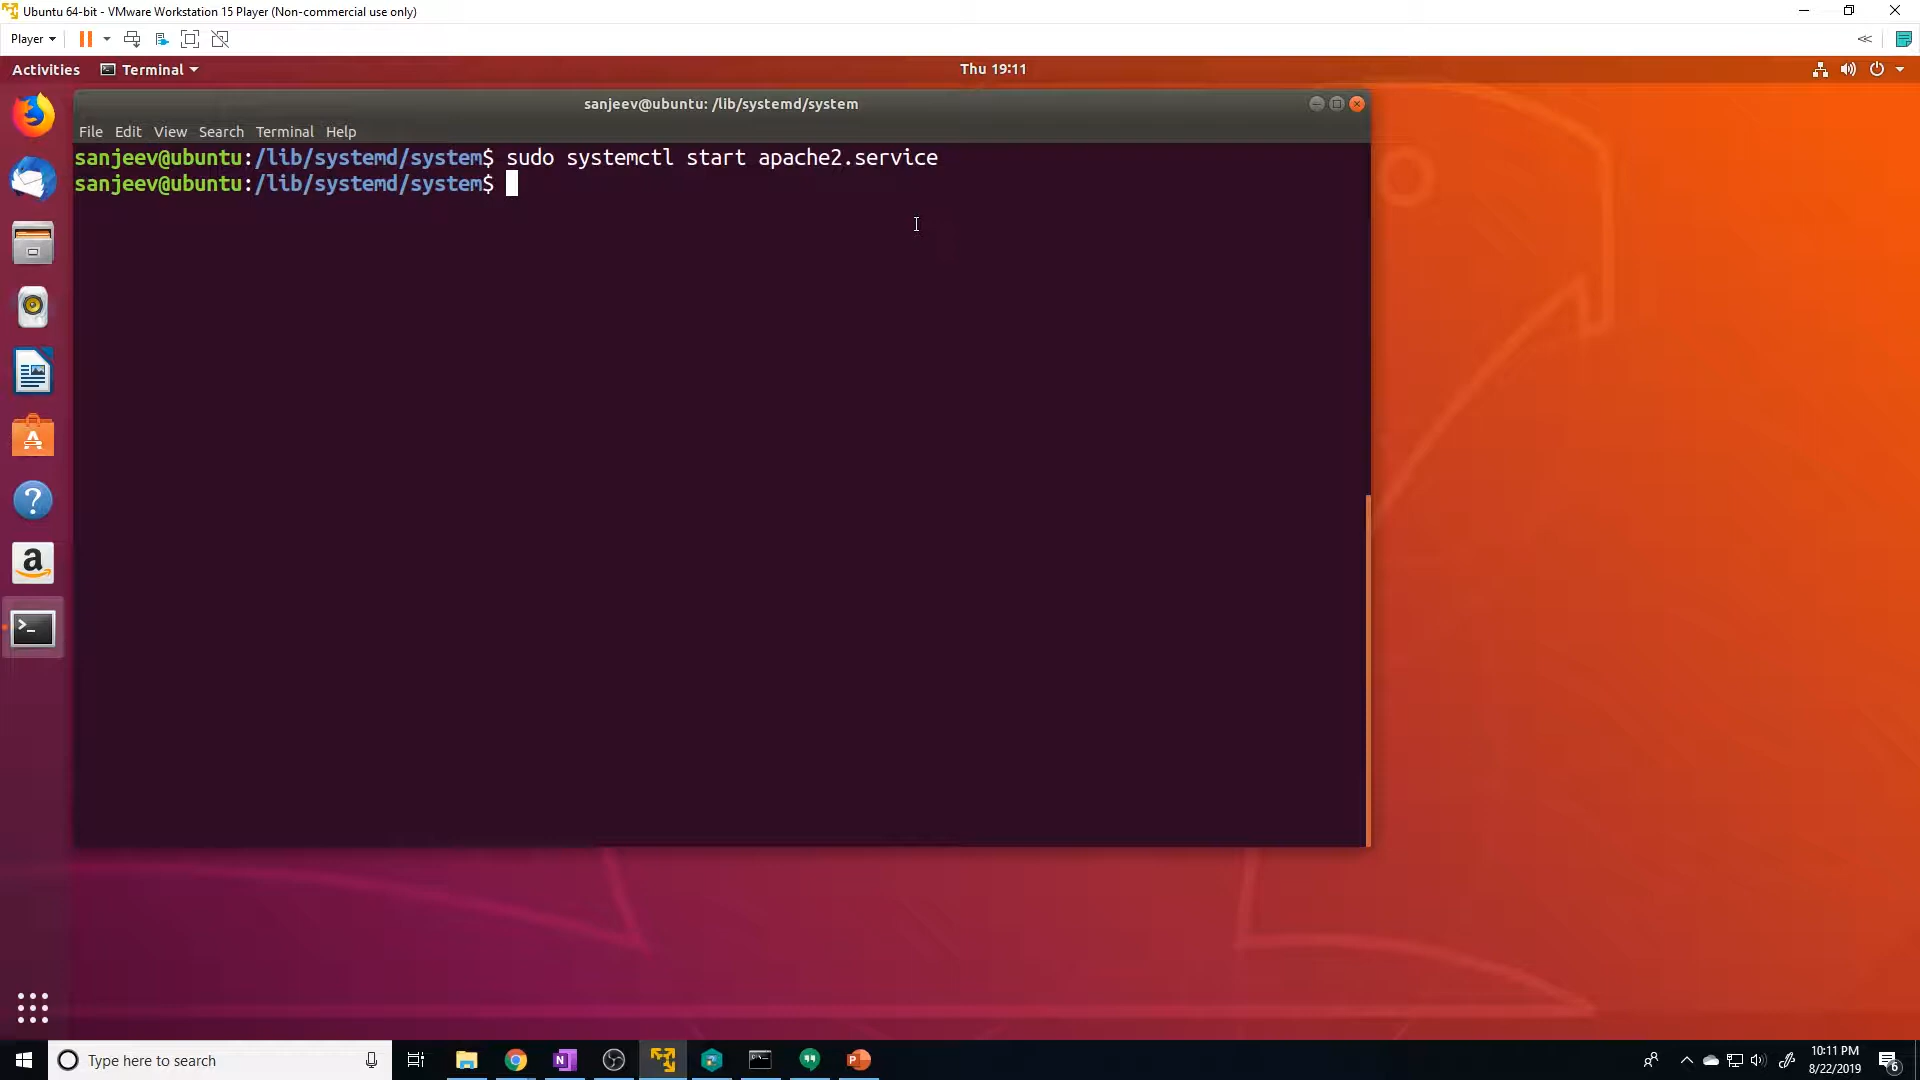 Ubuntu 64-bit - VMware Workstation 15 Player (Non-commercial use only)
Player
Activities
Terminal
Thu 19:11
sanjeev@ubuntu: /lib/systemd/system
File Edit View Search Terminal Help
sanjeev@ubuntu:/lib/systemd/system$ sudo systemctl start apache2.service
sanjeev@ubuntu:/lib/systemd/system$
Type here to search
10:11 PM
8/22/2019
6